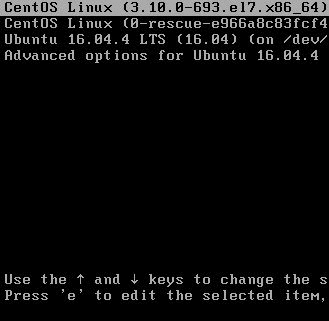 CentOS Linux (3.10.0-693.el7.x86_64)
CentOS Linux (0-rescue-e966a8c83fcf4
Ubuntu 16.04.4 LTS (16.04) (on /dev/
Advanced options for Ubuntu 16.04.4
Use the ↑ and ↓ keys to change the s
Press 'e' to edit the selected item,